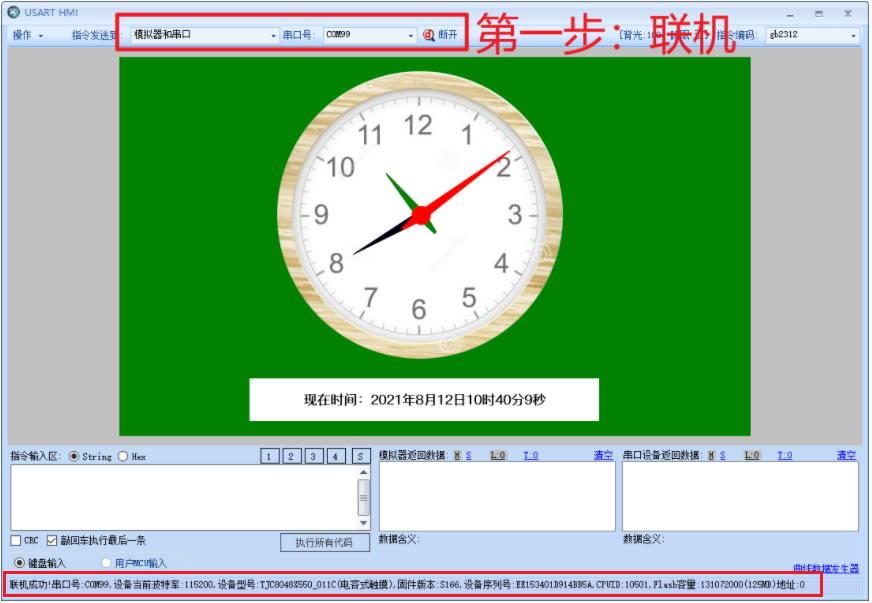 USART HMI
操作 指令发送到: 模拟器和串口 串口号: COM99 断开 指令编码: gb2312
第一步：联机
12
11 1
10 2
9 3
8 4
7 5
6
现在时间：2021年8月12日10时40分9秒
指令输入区: String Hex 1 2 3 4 S
模拟器返回数据: H S L:0 T:0 清空
串口设备返回数据: H S L:0 T:0 清空
CRC 敲回车执行最后一条 执行所有代码
数据含义:
数据含义:
键盘输入 用户MCU输入
曲线数据发生器
联机成功!串口号:COM99,设备当前波特率:115200,设备型号:TJC8048X550_011C(电容式触摸),固件版本:S166,设备序列号:EE153401D914BB5A,CPUID:10501,Flash容量:131072000(125MB)地址:0